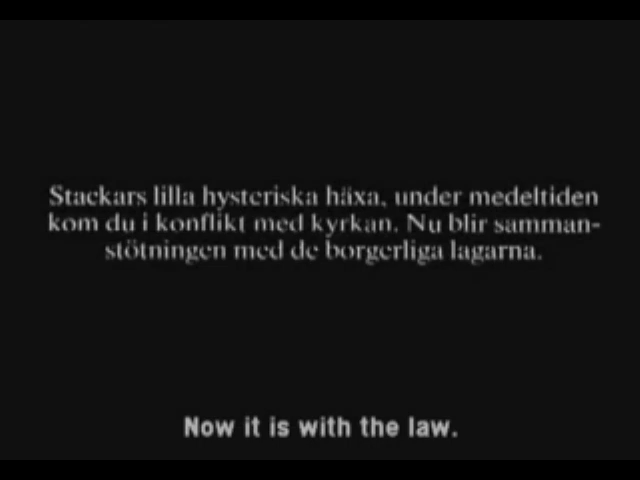 Stackars lilla hysteriska häxa, under medeltiden
kom du i konflikt med kyrkan. Nu blir samman-
stötningen med de borgerliga lagarna.
Now it is with the law.